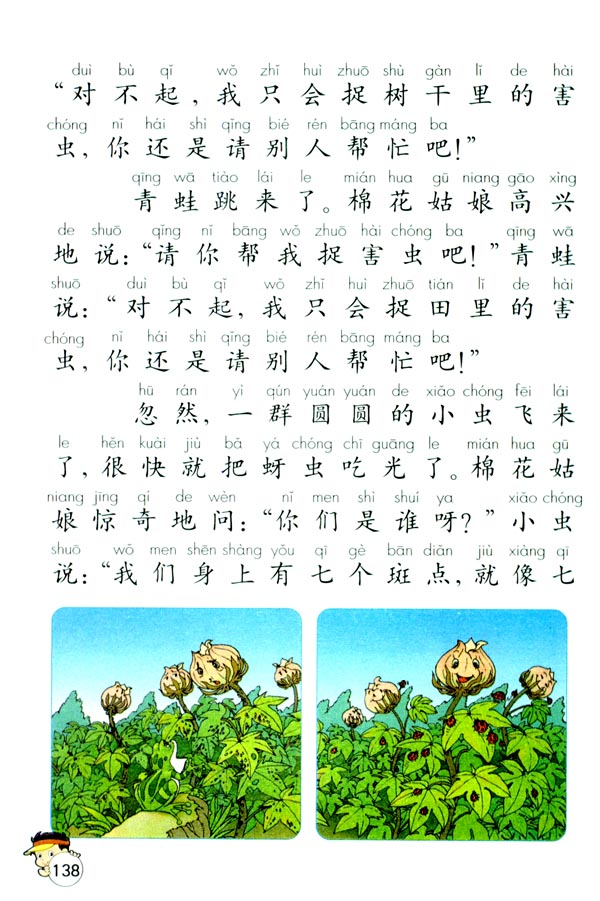 duì bù qǐ wǒ zhǐ huì zhuō shù gàn lǐ de hài
“对不起，我只会捉树干里的害
chóng nǐ hái shì qǐng bié rén bāng máng ba
虫，你还是请别人帮忙吧！”
qīng wā tiào lái le mián hua gū niang gāo xìng
青蛙跳来了。棉花姑娘高兴
de shuō qǐng nǐ bāng wǒ zhuō hài chóng ba qīng wā
地说：“请你帮我捉害虫吧！”青蛙
shuō duì bù qǐ wǒ zhǐ huì zhuō tián lǐ de hài
说：“对不起，我只会捉田里的害
chóng nǐ hái shì qǐng bié rén bāng máng ba
虫，你还是请别人帮忙吧！”
hū rán yì qún yuán yuán de xiǎo chóng fēi lái
忽然，一群圆圆的小虫飞来
le hěn kuài jiù bǎ yá chóng chī guāng le mián hua gū
了，很快就把蚜虫吃光了。棉花姑
niang jīng qí de wèn nǐ men shì shuí ya xiǎo chóng
娘惊奇地问：“你们是谁呀？”小虫
shuō wǒ men shēn shàng yǒu qī gè bān diǎn jiù xiàng qī
说：“我们身上有七个斑点，就像七
138